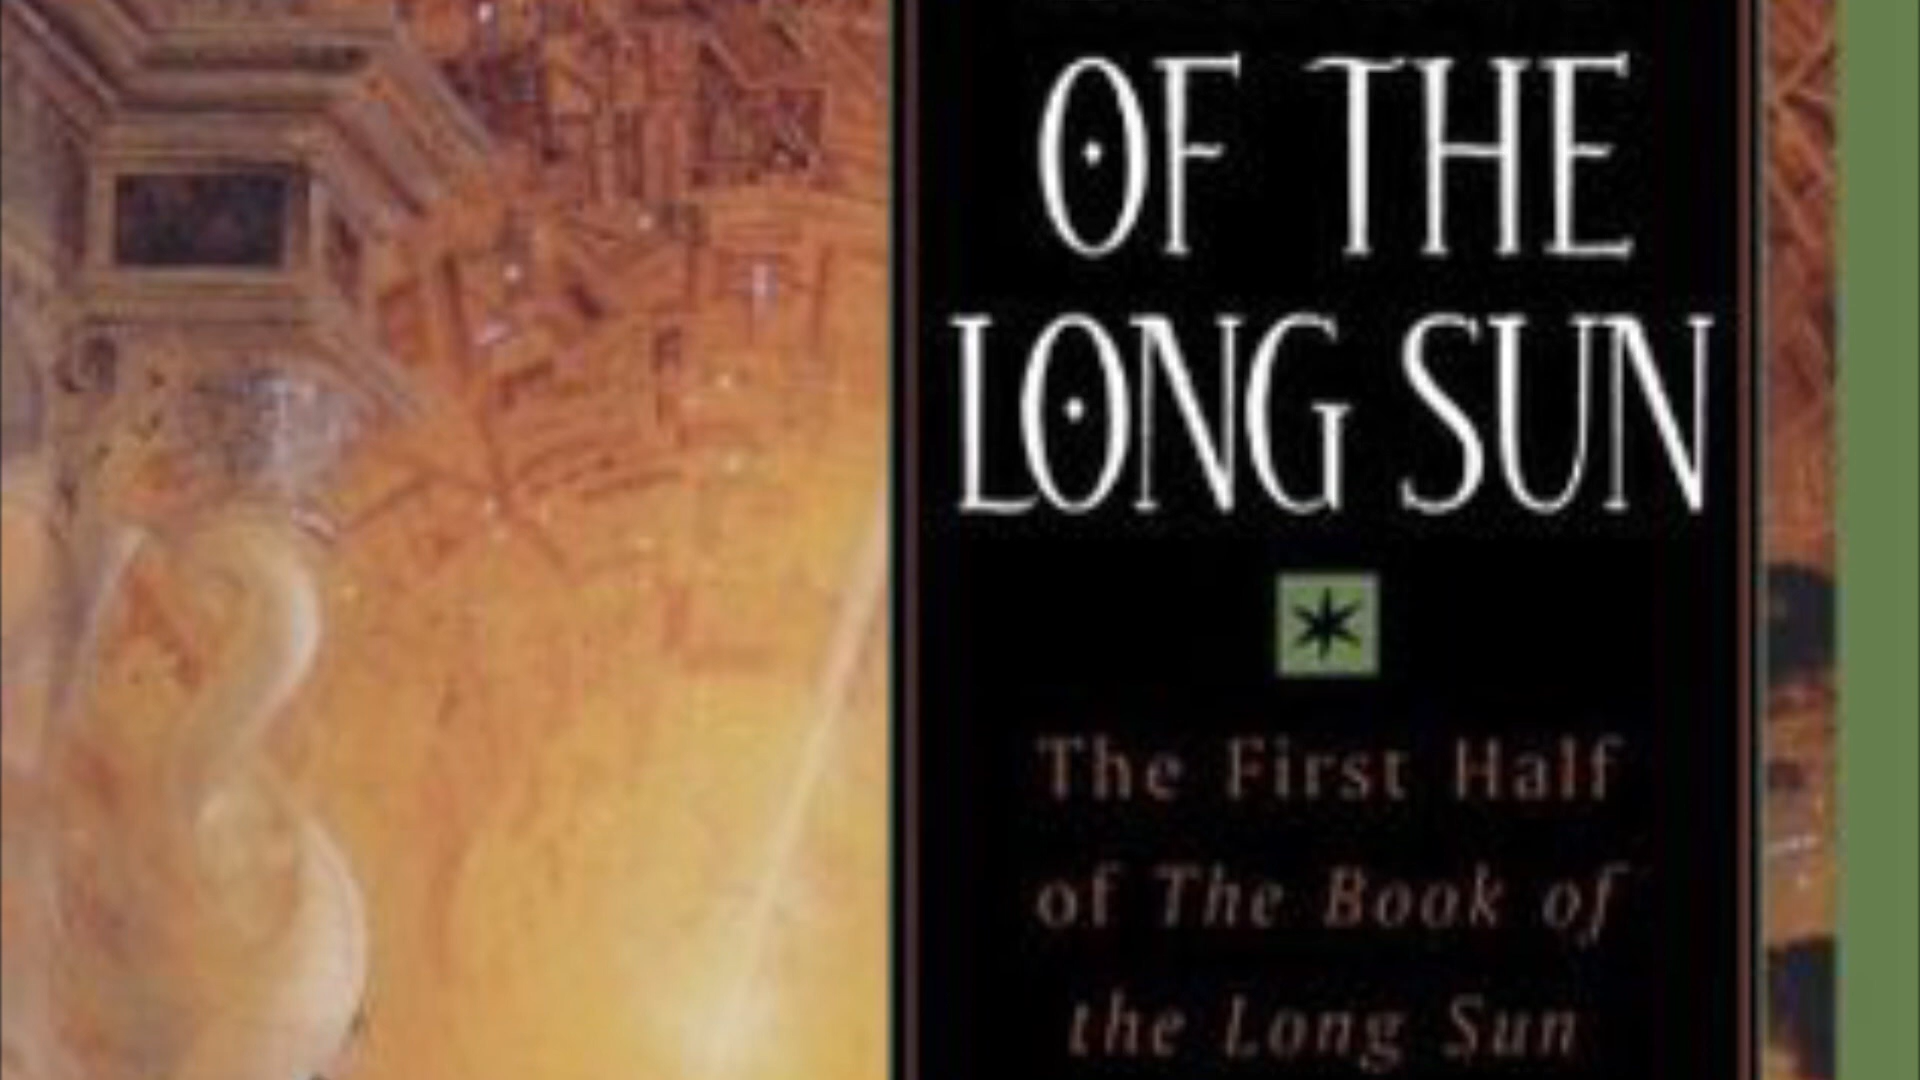 OF THE
LONG SUN
The First Half
of The Book of
the Long Sun